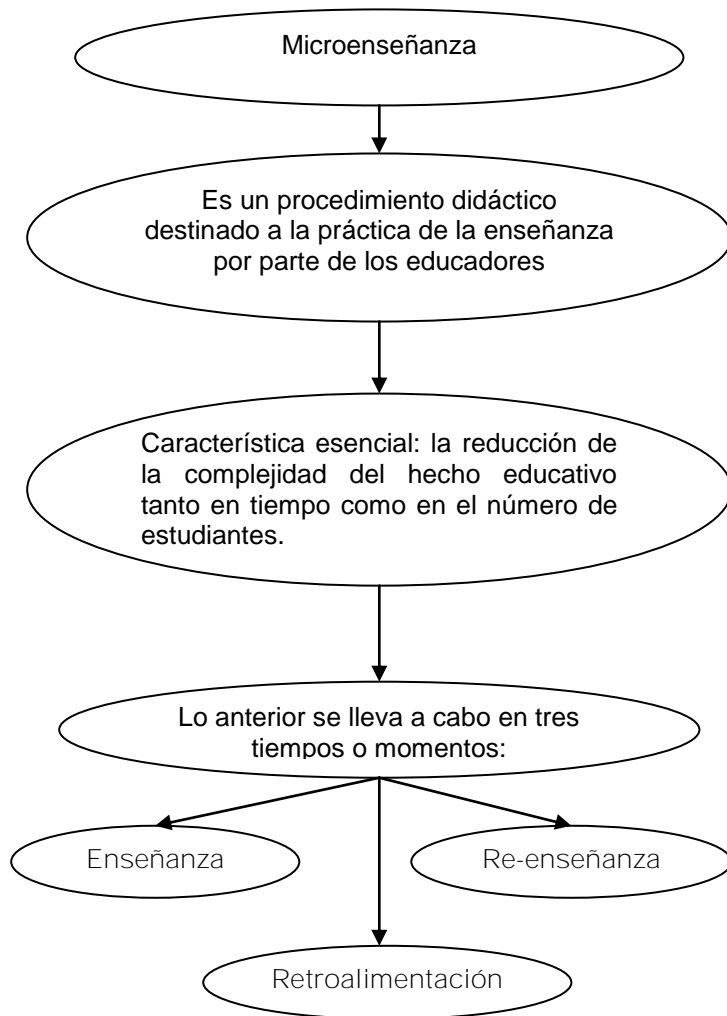 Microenseñanza
Es un procedimiento didáctico
destinado a la práctica de la enseñanza
por parte de los educadores
Característica esencial: la reducción de
la complejidad del hecho educativo
tanto en tiempo como en el número de
estudiantes.
Lo anterior se lleva a cabo en tres
tiempos o momentos:
Enseñanza
Re-enseñanza
Retroalimentación